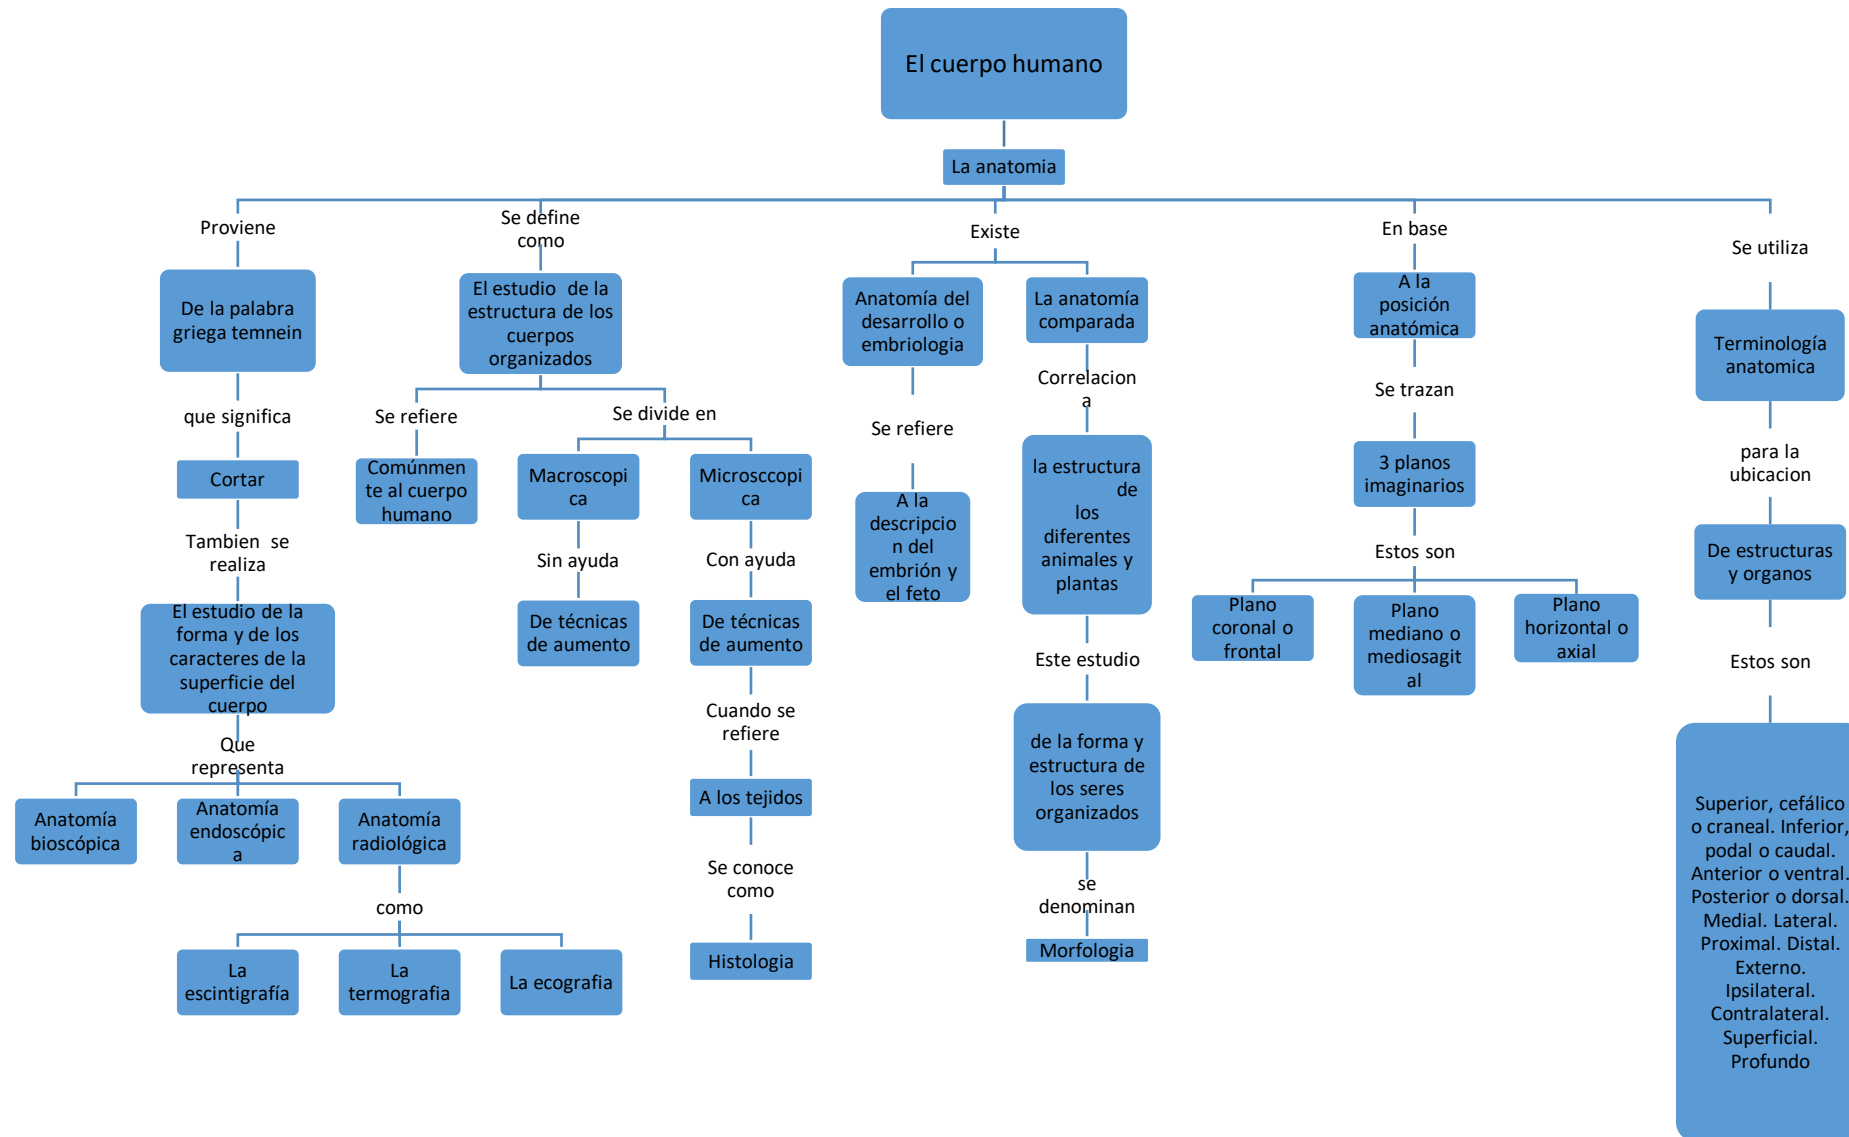 El cuerpo humano
La anatomia
Proviene
De la palabra
griega temnein
que significa
Cortar
Tambien  se
realiza
El estudio de la
forma y de los
caracteres de la
superficie del
cuerpo
Que
representa
Anatomía
bioscópica
Anatomía
endoscópic
a
Anatomía
radiológica
como
La
escintigrafía
La
termografia
La ecografia
Se define
como
El estudio  de la
estructura de los
cuerpos
organizados
Se refiere
Comúnmen
te al cuerpo
humano
Se divide en
Macroscopi
ca
Sin ayuda
De técnicas
de aumento
Microsccopi
ca
Con ayuda
De técnicas
de aumento
Cuando se
refiere
A los tejidos
Se conoce
como
Histologia
Existe
Anatomía del
desarrollo o
embriologia
Se refiere
A la
descripcio
n del
embrión y
el feto
La anatomía
comparada
Correlacion
a
la estructura
de
los
diferentes
animales y
plantas
Este estudio
de la forma y
estructura de
los seres
organizados
se
denominan
Morfologia
En base
A la
posición
anatómica
Se trazan
3 planos
imaginarios
Estos son
Plano
coronal o
frontal
Plano
mediano o
mediosagit
al
Plano
horizontal o
axial
Se utiliza
Terminología
anatomica
para la
ubicacion
De estructuras
y organos
Estos son
Superior, cefálico
o craneal. Inferior,
podal o caudal.
Anterior o ventral.
Posterior o dorsal.
Medial. Lateral.
Proximal. Distal.
Externo.
Ipsilateral.
Contralateral.
Superficial.
Profundo